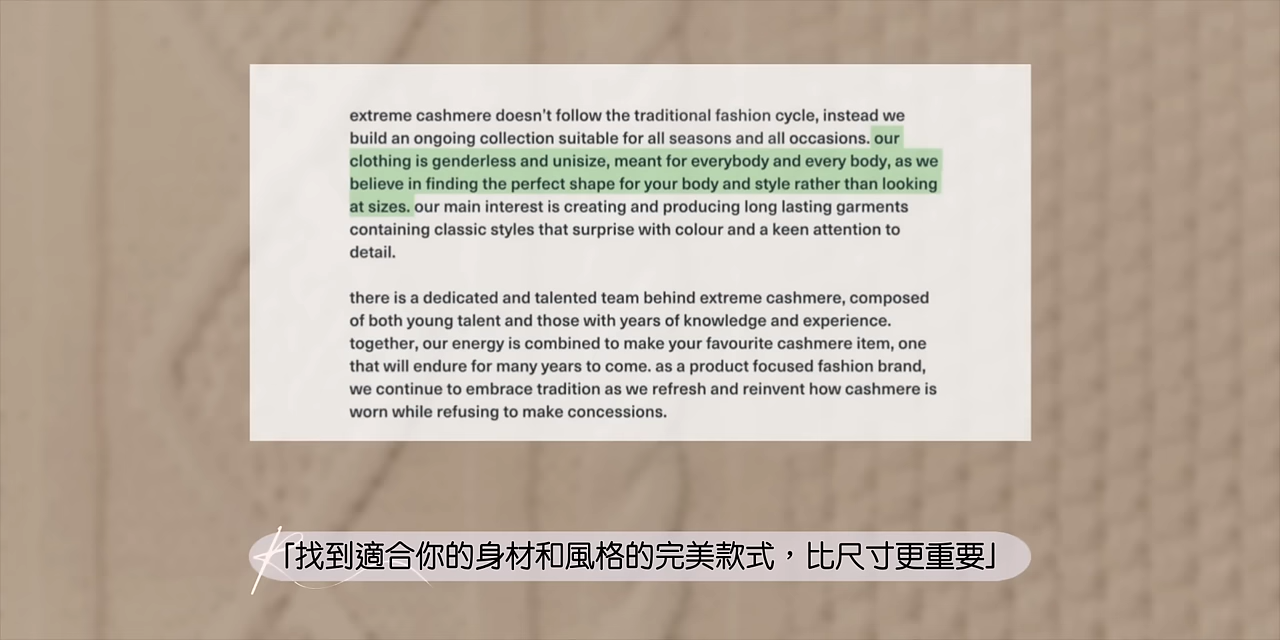 extreme cashmere doesn't follow the traditional fashion cycle, instead we
build an ongoing collection suitable for all seasons and all occasions. our
clothing is genderless and unisize, meant for everybody and every body, as we
believe in finding the perfect shape for your body and style rather than looking
at sizes. our main interest is creating and producing long lasting garments
containing classic styles that surprise with colour and a keen attention to
detail.
there is a dedicated and talented team behind extreme cashmere, composed
of both young talent and those with years of knowledge and experience.
together, our energy is combined to make your favourite cashmere item, one
that will endure for many years to come. as a product focused fashion brand,
we continue to embrace tradition as we refresh and reinvent how cashmere is
worn while refusing to make concessions.
「找到適合你的身材和風格的完美款式，比尺寸更重要」